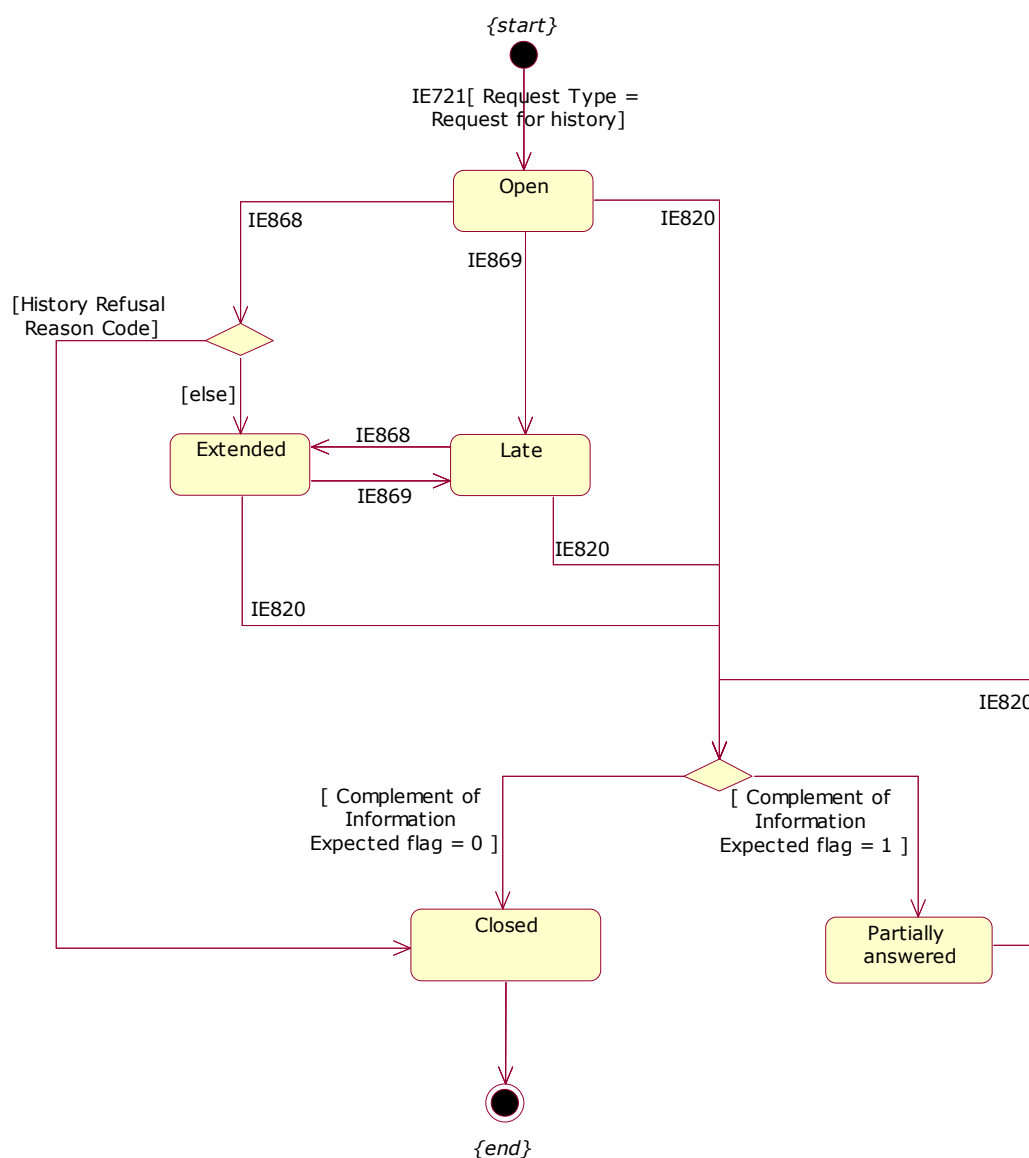 {start}
IE721[ Request Type =
Request for history]
Open
IE868
IE820
IE869
[History Refusal
Reason Code]
[else]
Extended
IE868
Late
IE869
IE820
IE820
IE820
[ Complement of
Information
Expected flag = 0 ]
[ Complement of
Information
Expected flag = 1 ]
Closed
Partially
answered
{end}